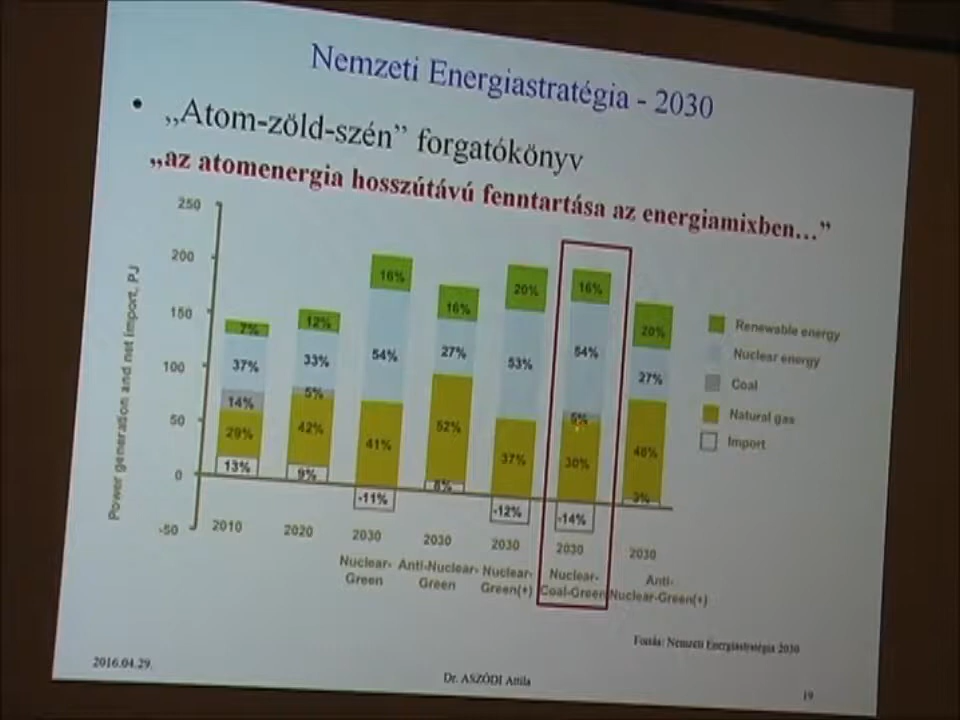 Nemzeti Energiastratégia - 2030
• „Atom-zöld-szén” forgatókönyv
„az atomenergia hosszútávú fenntartása az energiamixben...”
Power generation and net import, PJ
250
200
150
100
50
0
-50
7%
37%
14%
29%
13%
12%
33%
5%
42%
9%
16%
54%
41%
-11%
16%
27%
52%
6%
20%
53%
37%
-12%
16%
54%
5%
30%
-14%
20%
27%
48%
3%
Renewable energy
Nuclear energy
Coal
Natural gas
Import
2010
2020
2030
2030
2030
2030
2030
Nuclear-
Green
Anti-Nuclear-
Green
Nuclear-
Green(+)
Nuclear-
Coal-Green
Anti-
Nuclear-Green(+)
Forrás: Nemzeti Energiastratégia 2030
2016.04.29.
Dr. ASZÓDI Attila
19